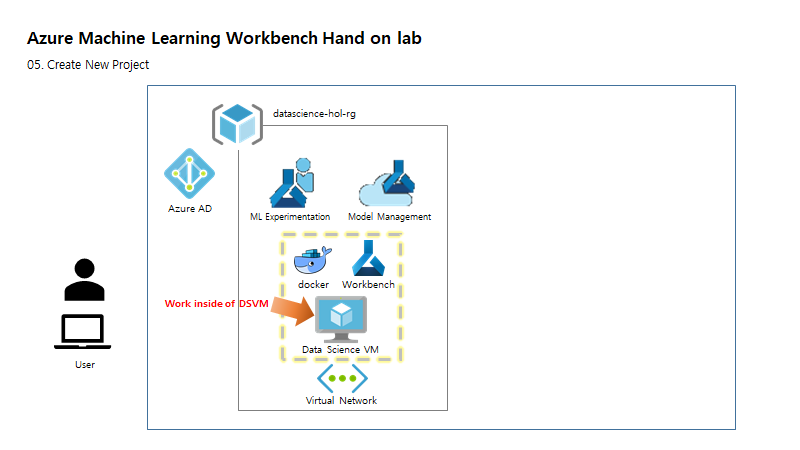 Azure Machine Learning Workbench Hand on lab
05. Create New Project
datascience-hol-rg
Azure AD
ML Experimentation
Model Management
docker
Workbench
Work inside of DSVM
Data Science VM
User
Virtual Network